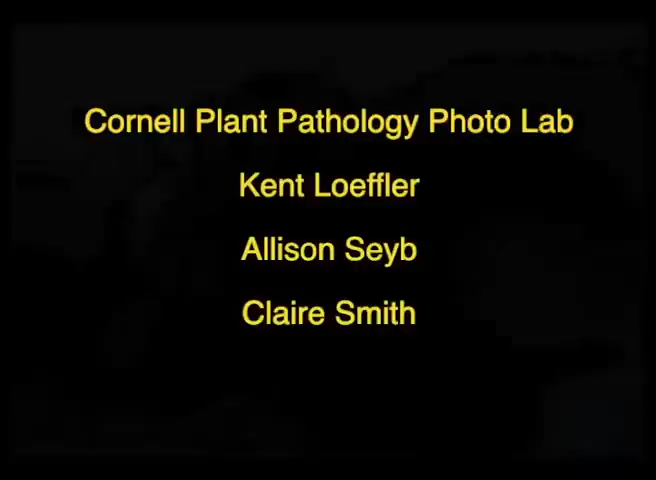 Cornell Plant Pathology Photo Lab
Kent Loeffler
Allison Seyb
Claire Smith